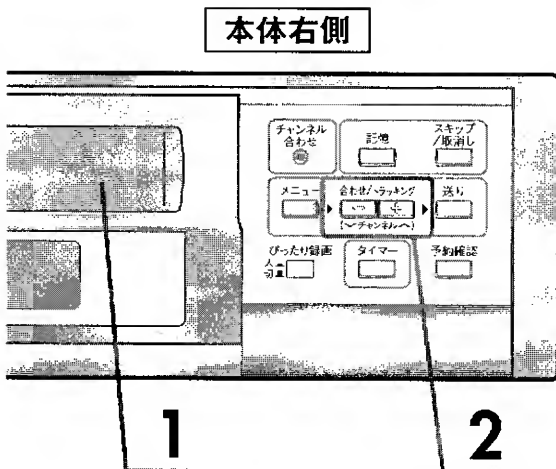 本体右側
チャンネル
合わせ
記憶
スキップ
/取消し
メニュー
合わせ/トラッキング
送り
(﹀チャンネル︿)
ぴったり録画
入
切
タイマー
予約確認
1
2